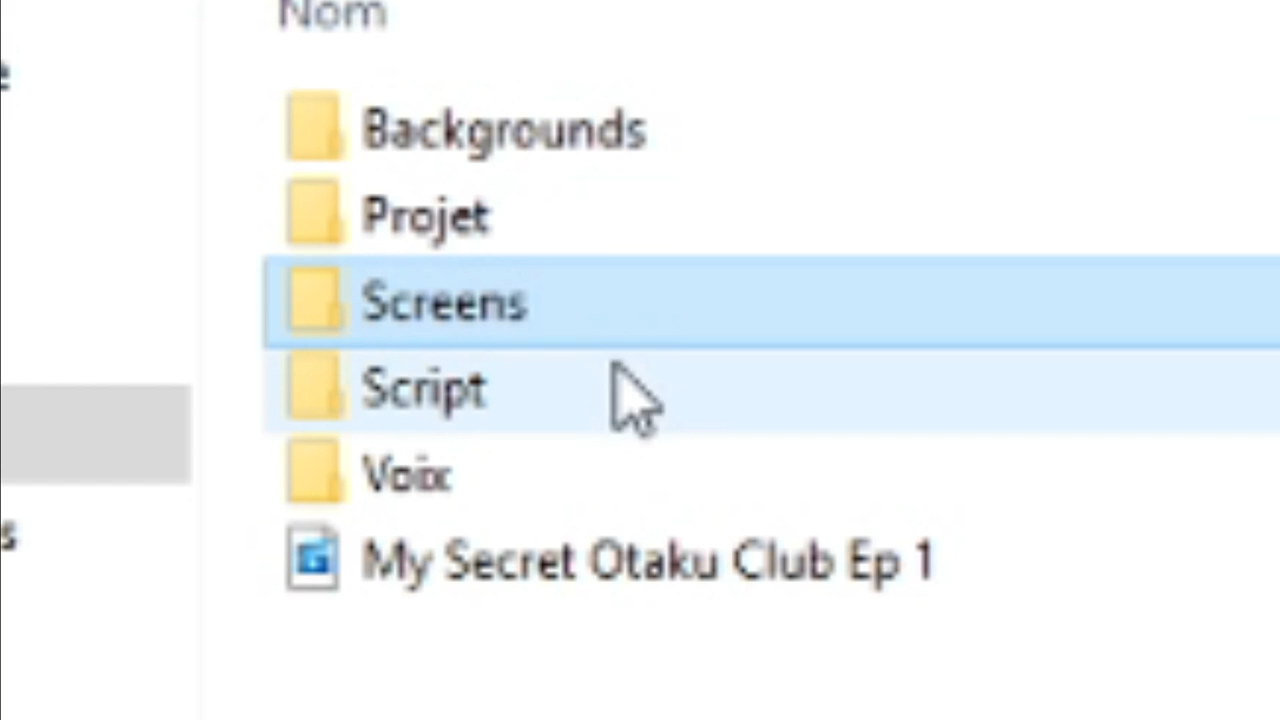 Nom
Backgrounds
Projet
Screens
Script
Voix
My Secret Otaku Club Ep 1